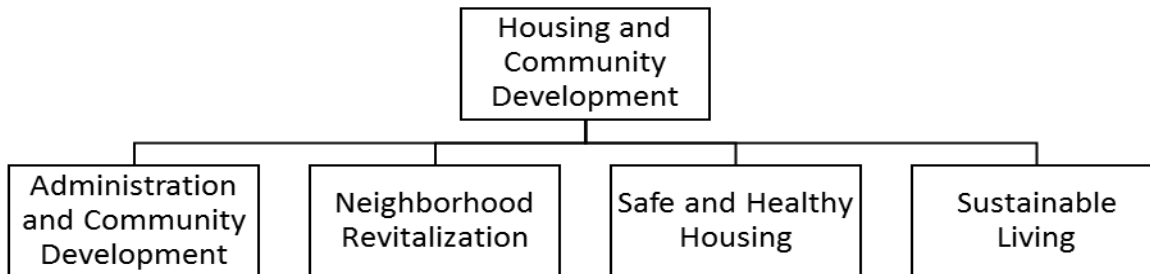 Housing and
Community
Development
Administration
and Community
Development
Neighborhood
Revitalization
Safe and Healthy
Housing
Sustainable
Living